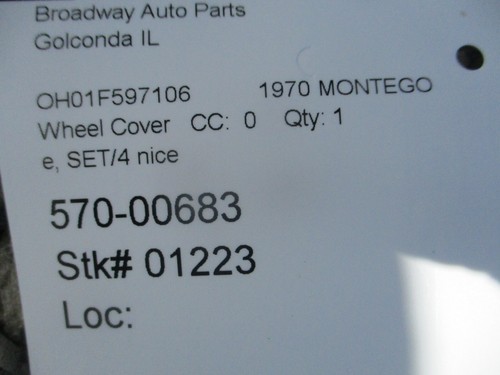 Broadway Auto Parts
Golconda IL
OH01F597106 1970 MONTEGO
Wheel Cover CC: 0 Qty: 1
e, SET/4 nice
570-00683
Stk# 01223
Loc: